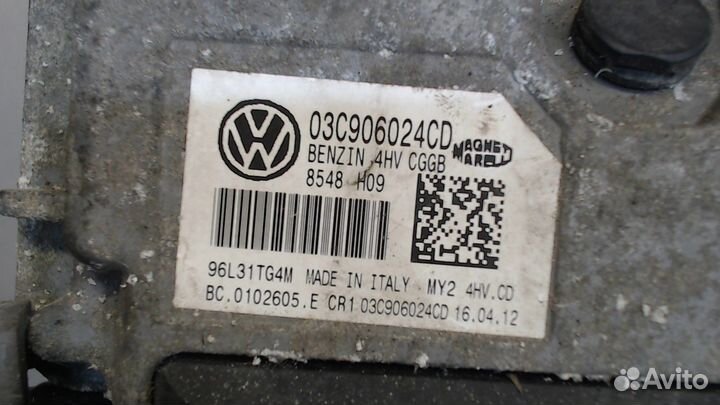 03C906024CD
BENZIN 4HV CGGB
MAGNETI MARELLI
8548 H09
96L31TG4M MADE IN ITALY MY2 4HV.CD
BC.0102605.E CR1 03C906024CD 16.04.12
Avito